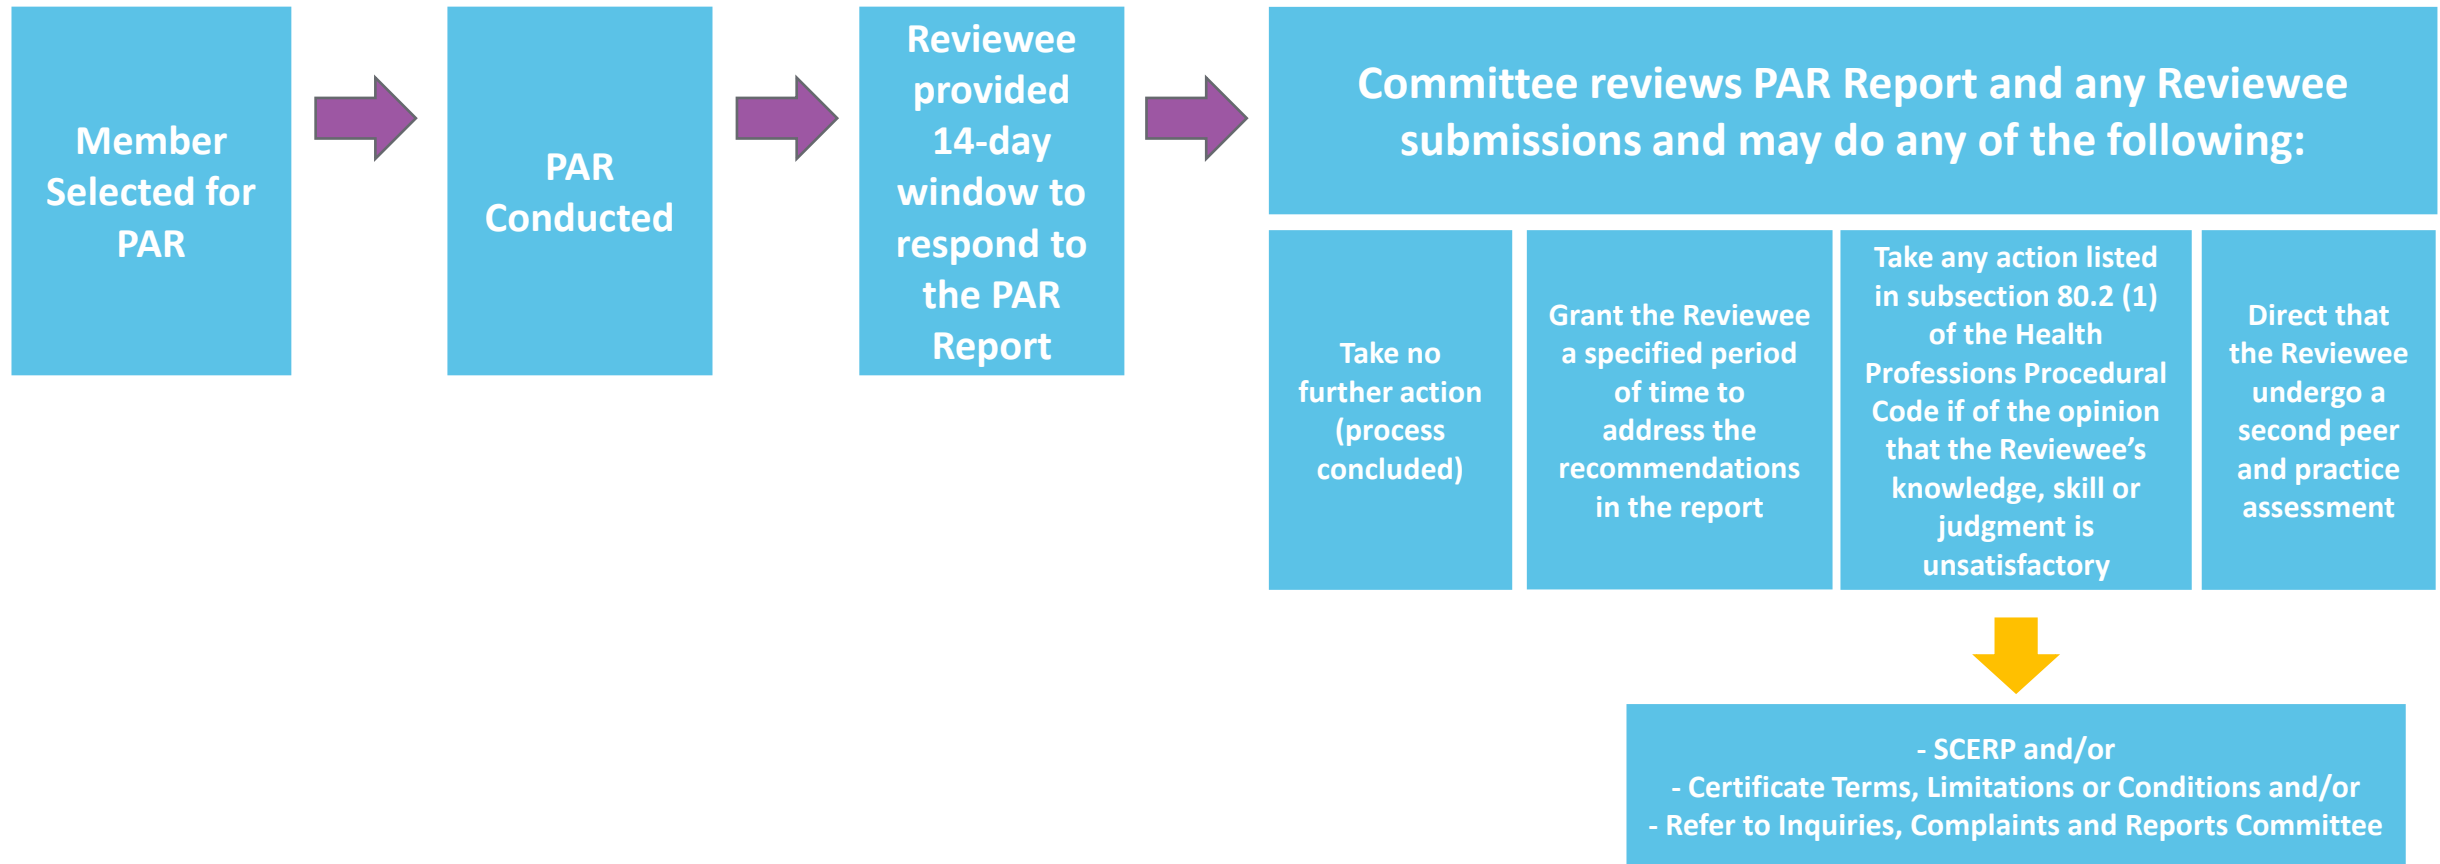 Member
Selected for
PAR
PAR
Conducted
Reviewee
provided
14-day
window to
respond to
the PAR
Report
Committee reviews PAR Report and any Reviewee
submissions and may do any of the following:
Take no
further action
(process
concluded)
Grant the Reviewee
a specified period
of time to
address the
recommendations
in the report
Take any action listed
in subsection 80.2 (1)
of the Health
Professions Procedural
Code if of the opinion
that the Reviewee’s
knowledge, skill or
judgment is
unsatisfactory
Direct that
the Reviewee
undergo a
second peer
and practice
assessment
- SCERP and/or
- Certificate Terms, Limitations or Conditions and/or
- Refer to Inquiries, Complaints and Reports Committee